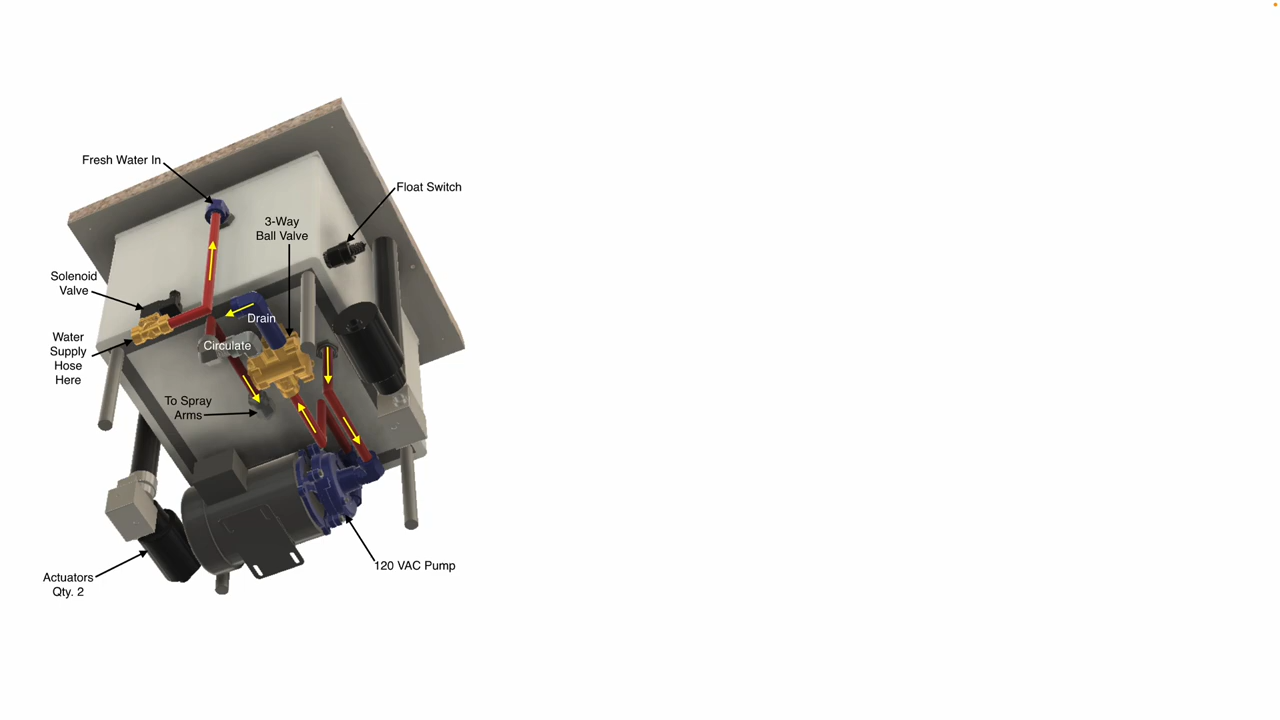 Fresh Water In
Float Switch
3-Way
Ball Valve
Solenoid
Valve
Drain
Water
Supply
Hose
Here
Circulate
To Spray
Arms
120 VAC Pump
Actuators
Qty. 2